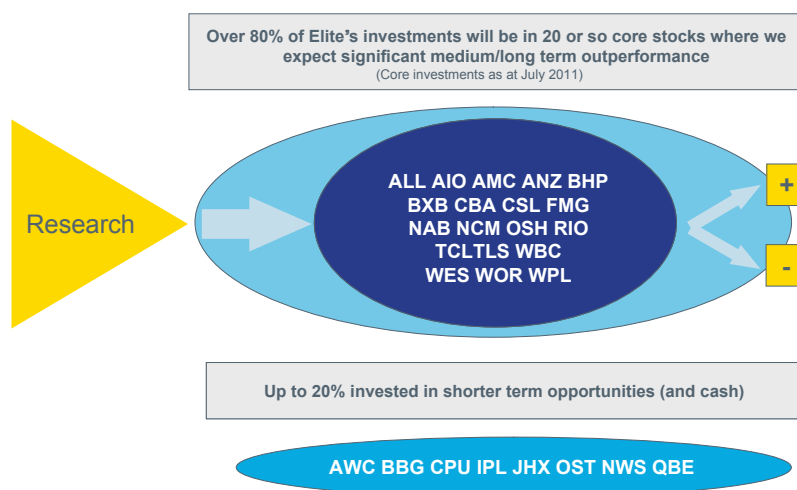 Over 80% of Elite's investments will be in 20 or so core stocks where we
expect significant medium/long term outperformance
(Core investments as at July 2011)
Research
ALL AIO AMC ANZ BHP
BXB CBA CSL FMG
NAB NCM OSH RIO
TCLTLS WBC
WES WOR WPL
+
-
Up to 20% invested in shorter term opportunities (and cash)
AWC BBG CPU IPL JHX OST NWS QBE